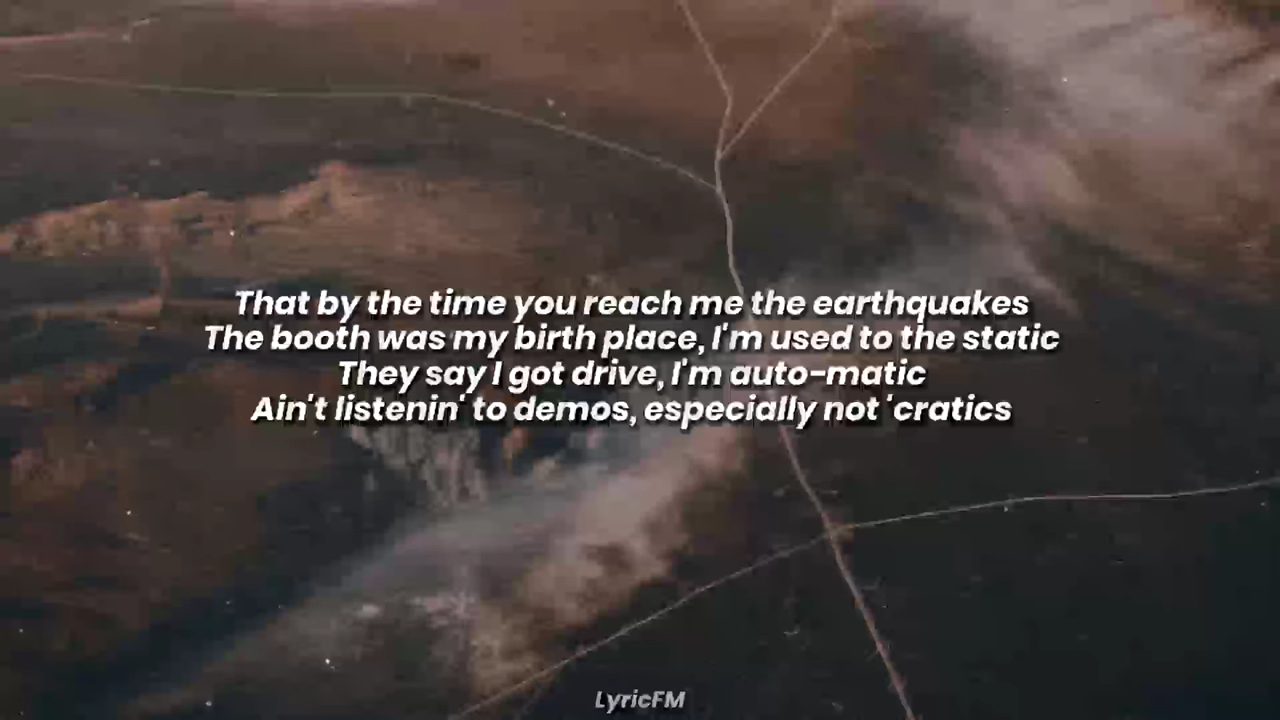 That by the time you reach me the earthquakes
The booth was my birth place, I'm used to the static
They say I got drive, I'm auto-matic
Ain't listenin' to demos, especially not 'cratics
LyricFM